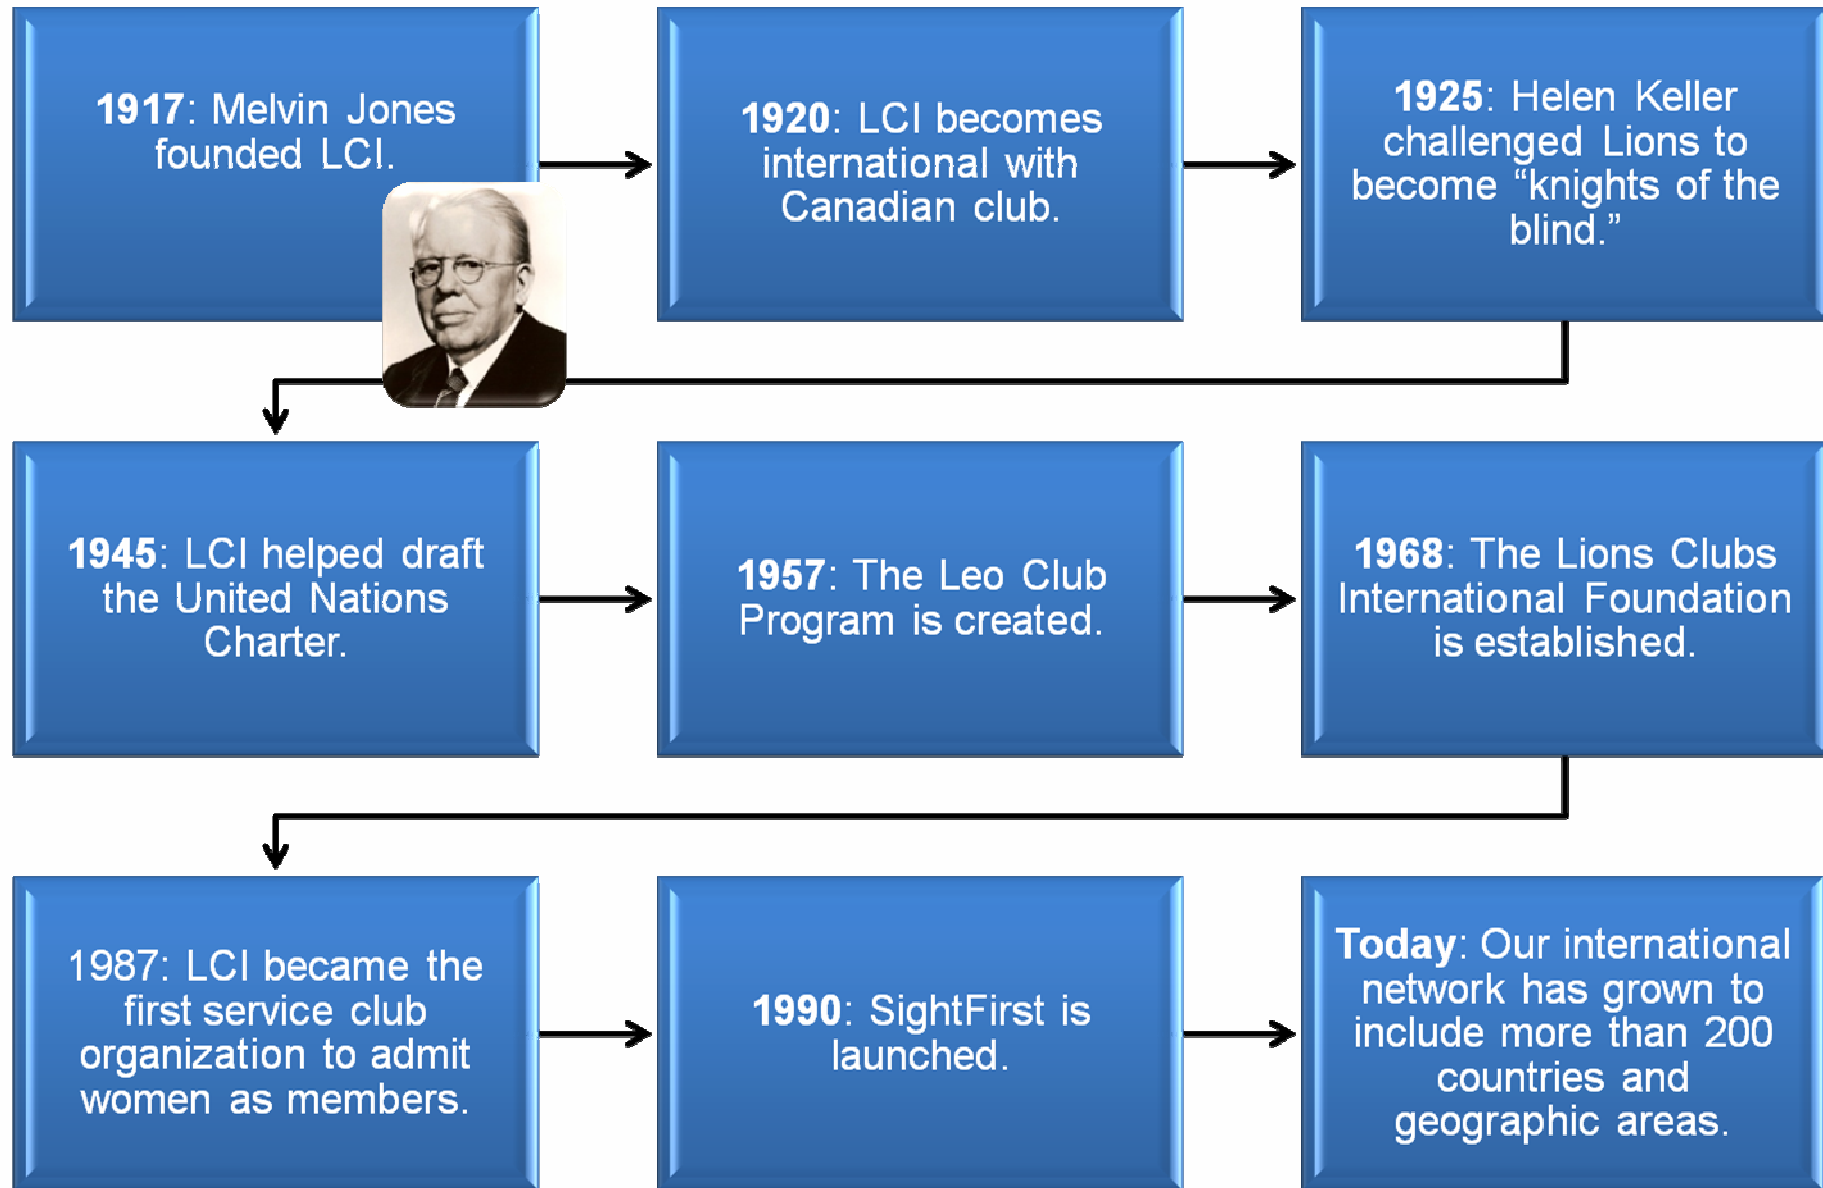 1917: Melvin Jones
founded LCI.
1920: LCI becomes
international with
Canadian club.
1925: Helen Keller
challenged Lions to
become “knights of the
blind.”
1945: LCI helped draft
the United Nations
Charter.
1957: The Leo Club
Program is created.
1968: The Lions Clubs
International Foundation
is established.
1987: LCI became the
first service club
organization to admit
women as members.
1990: SightFirst is
launched.
Today: Our international
network has grown to
include more than 200
countries and
geographic areas.